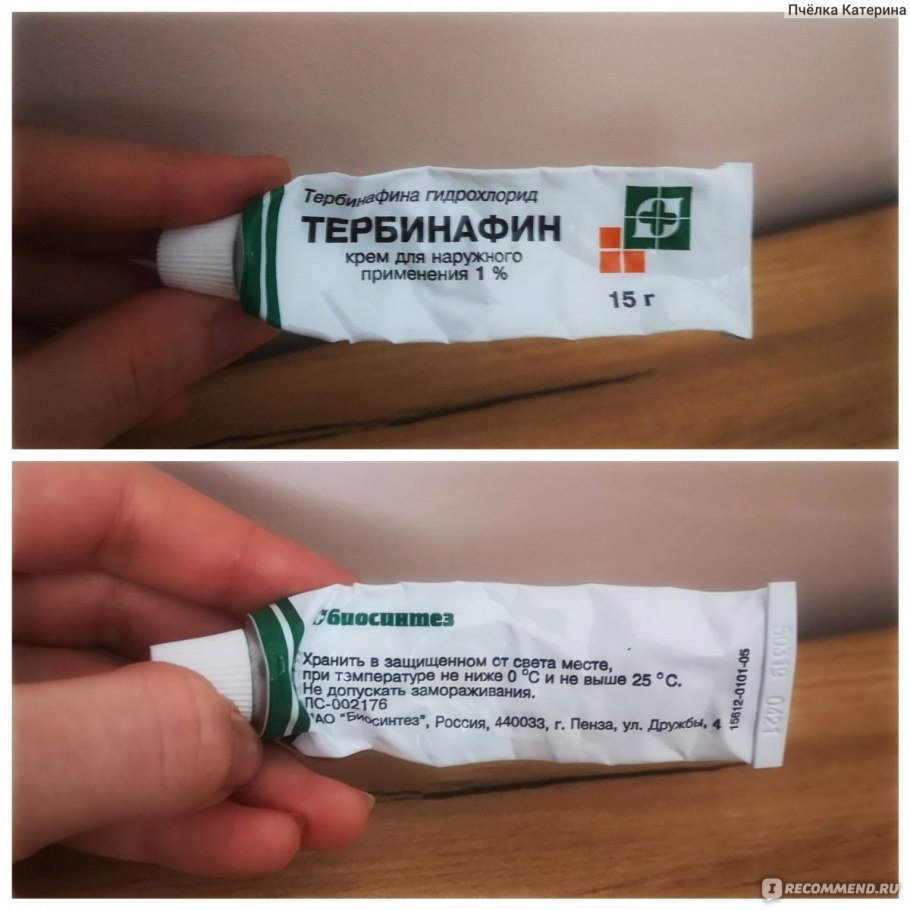 Пчёлка Катерина
Тербинафина гидрохлорид
ТЕРБИНАФИН
крем для наружного
применения 1 %
15 г
биосинтез
Хранить в защищенном от света месте,
при температуре не ниже 0 °С и не выше 25 °С.
Не допускать замораживания.
ЛС-002176
ПАО "Биосинтез", Россия, 440033, г. Пенза, ул. Дружбы, 4
15612-0101-05
50319 0421
I RECOMMEND.RU